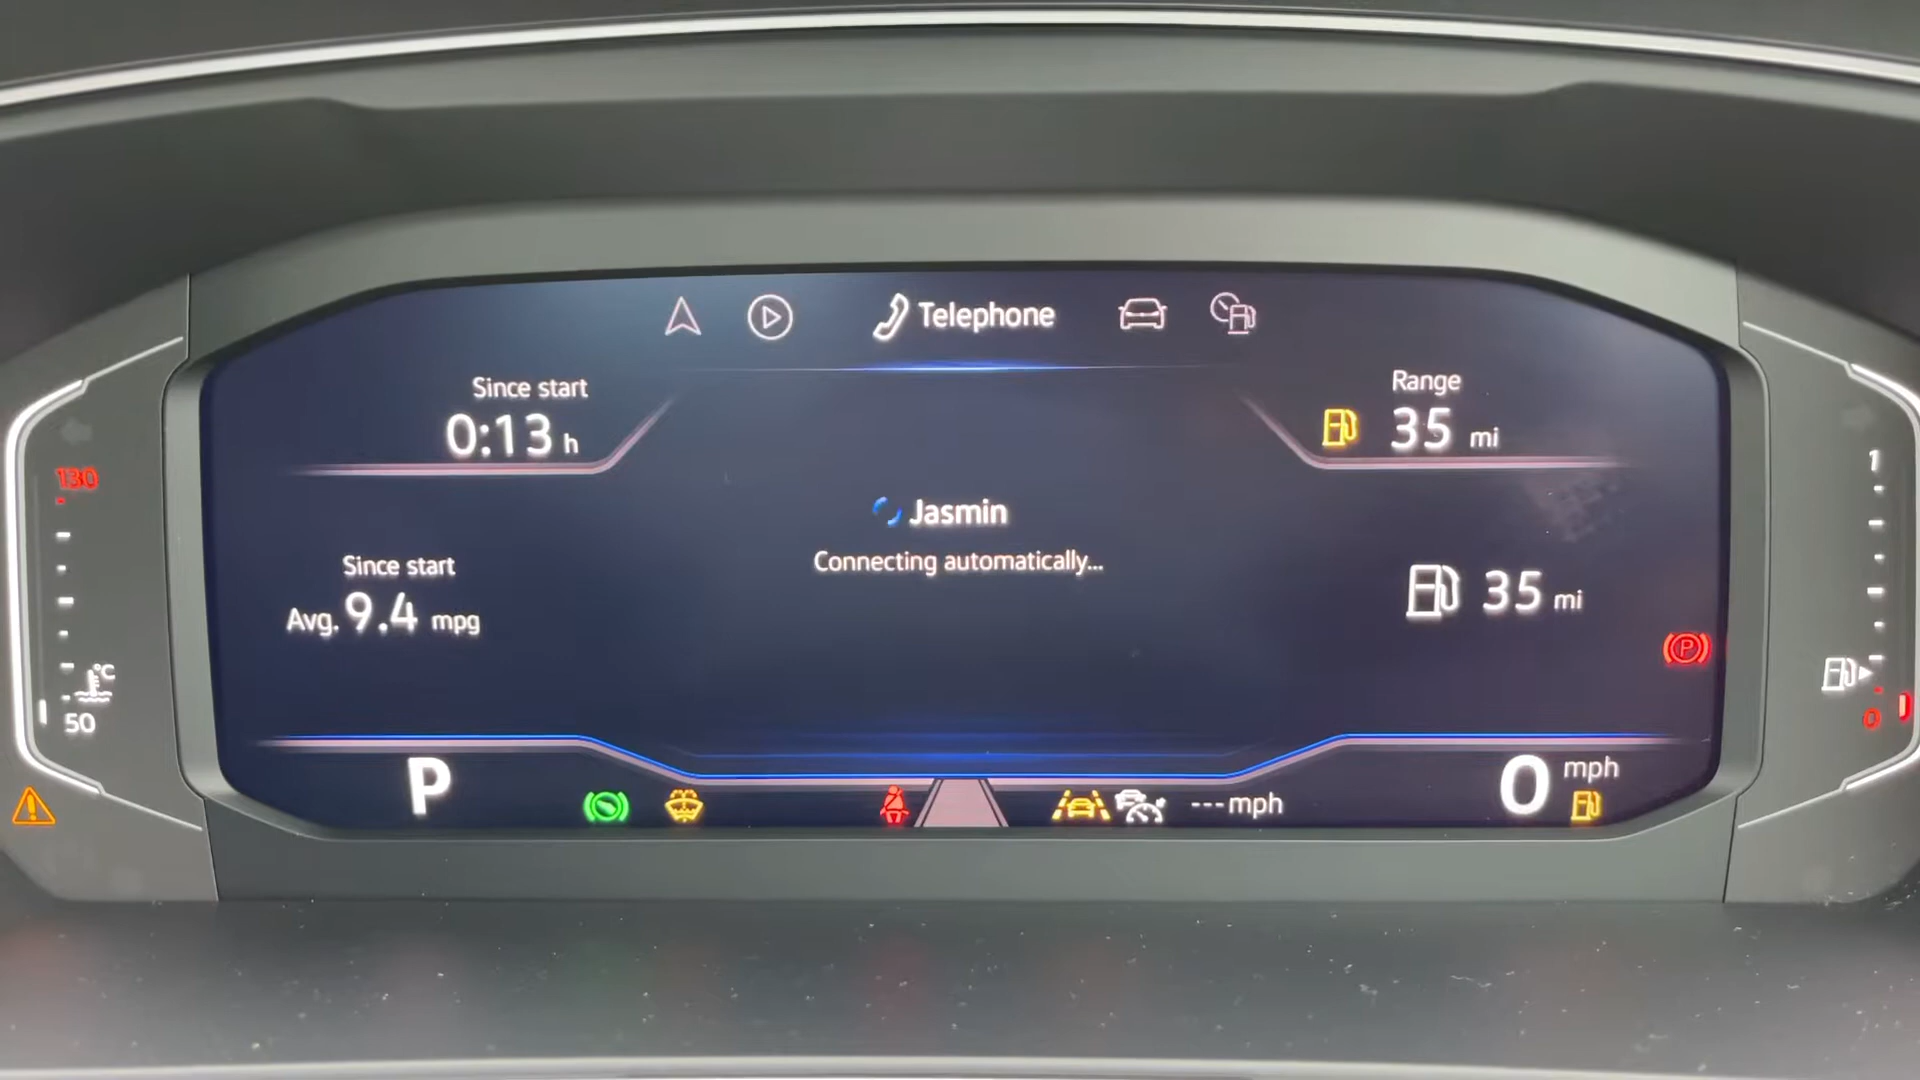 Telephone
Since start
0:13 h
Range
35 mi
130
1
Jasmin
Connecting automatically...
Since start
Avg. 9.4 mpg
35 mi
P
°C
50
0
P
--- mph
0 mph